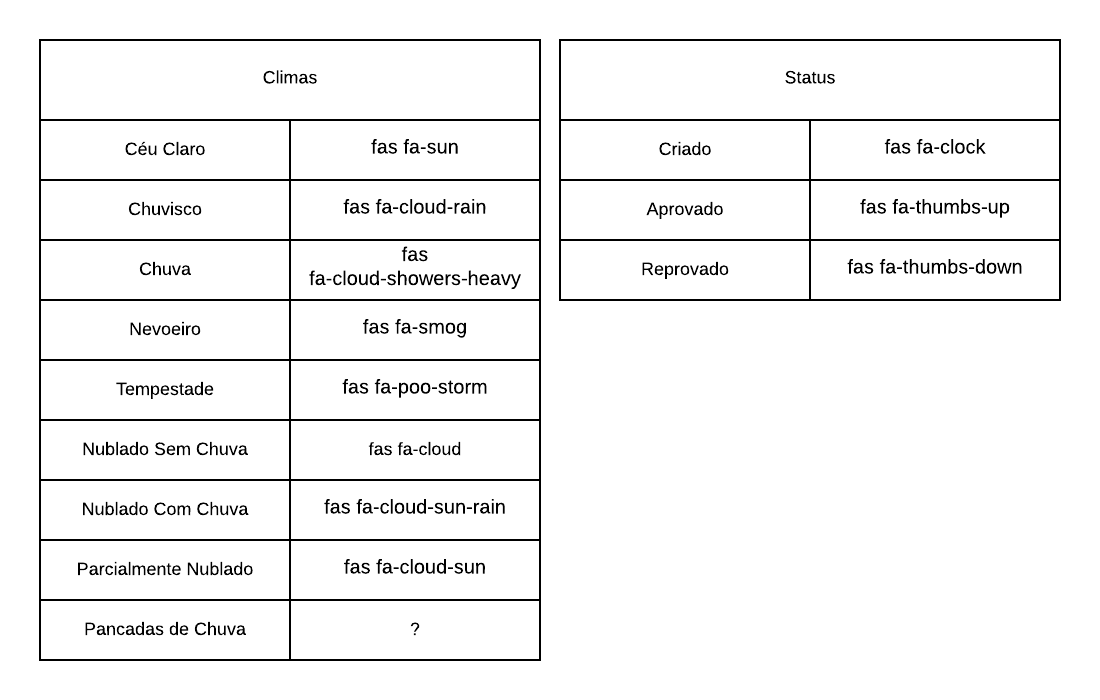 Climas
Céu Claro
fas fa-sun
Chuvisco
fas fa-cloud-rain
Chuva
fas
fa-cloud-showers-heavy
Nevoeiro
fas fa-smog
Tempestade
fas fa-poo-storm
Nublado Sem Chuva
fas fa-cloud
Nublado Com Chuva
fas fa-cloud-sun-rain
Parcialmente Nublado
fas fa-cloud-sun
Pancadas de Chuva
?
Status
Criado
fas fa-clock
Aprovado
fas fa-thumbs-up
Reprovado
fas fa-thumbs-down